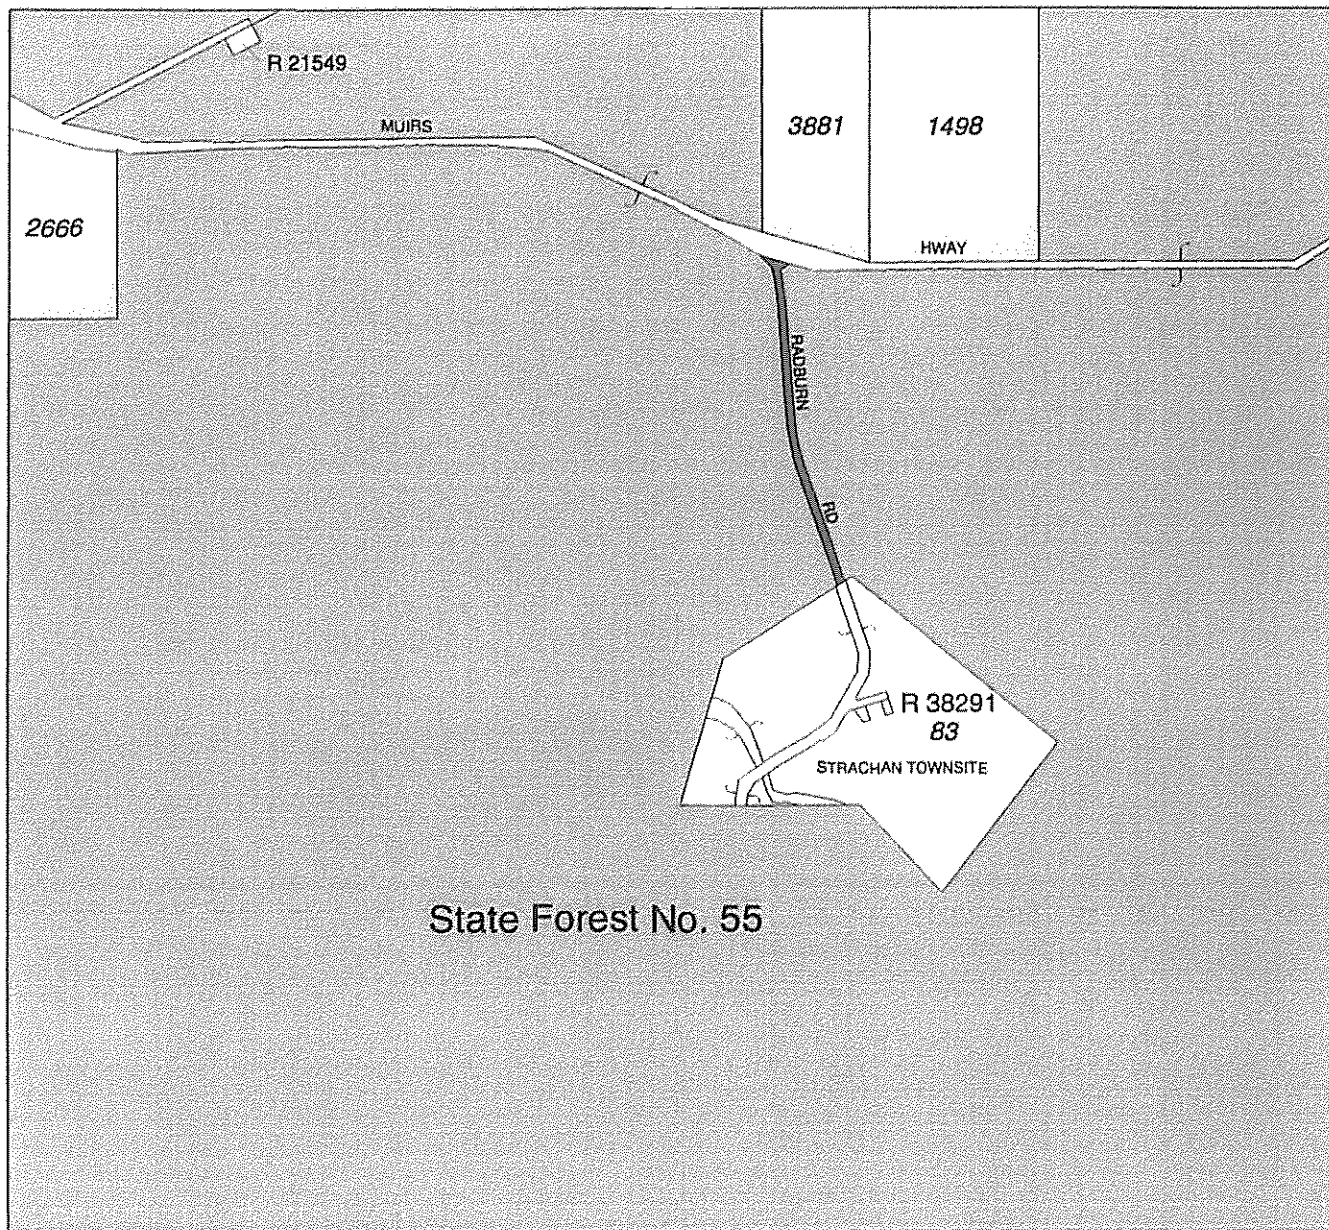 R 21549
MUIRS
3881
1498
2666
HWAY
RADBURN
RD
R 38291
83
STRACHAN TOWNSITE
State Forest No. 55